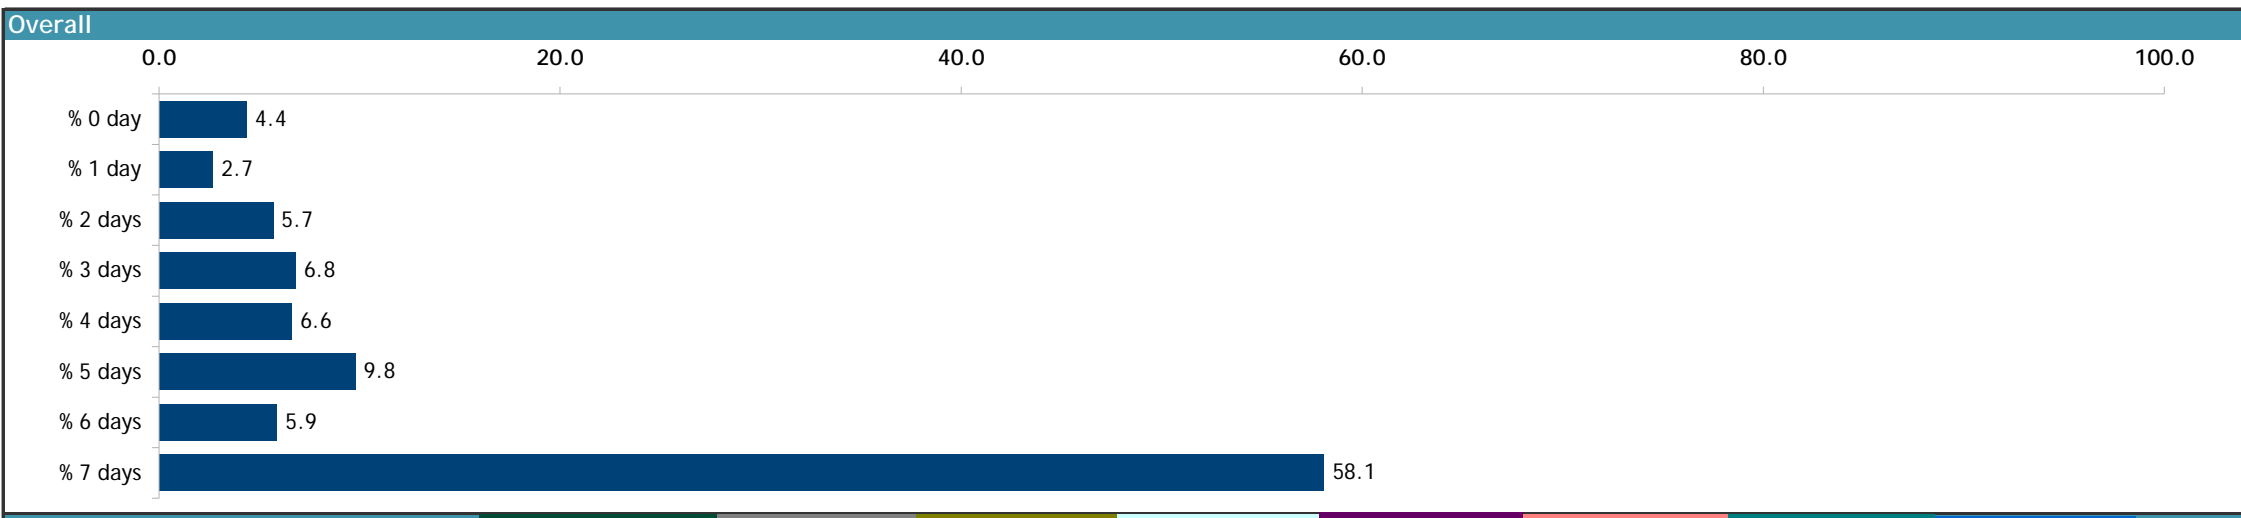 Overall
0.0 20.0 40.0 60.0 80.0 100.0
% 0 day 4.4
% 1 day 2.7
% 2 days 5.7
% 3 days 6.8
% 4 days 6.6
% 5 days 9.8
% 6 days 5.9
% 7 days 58.1